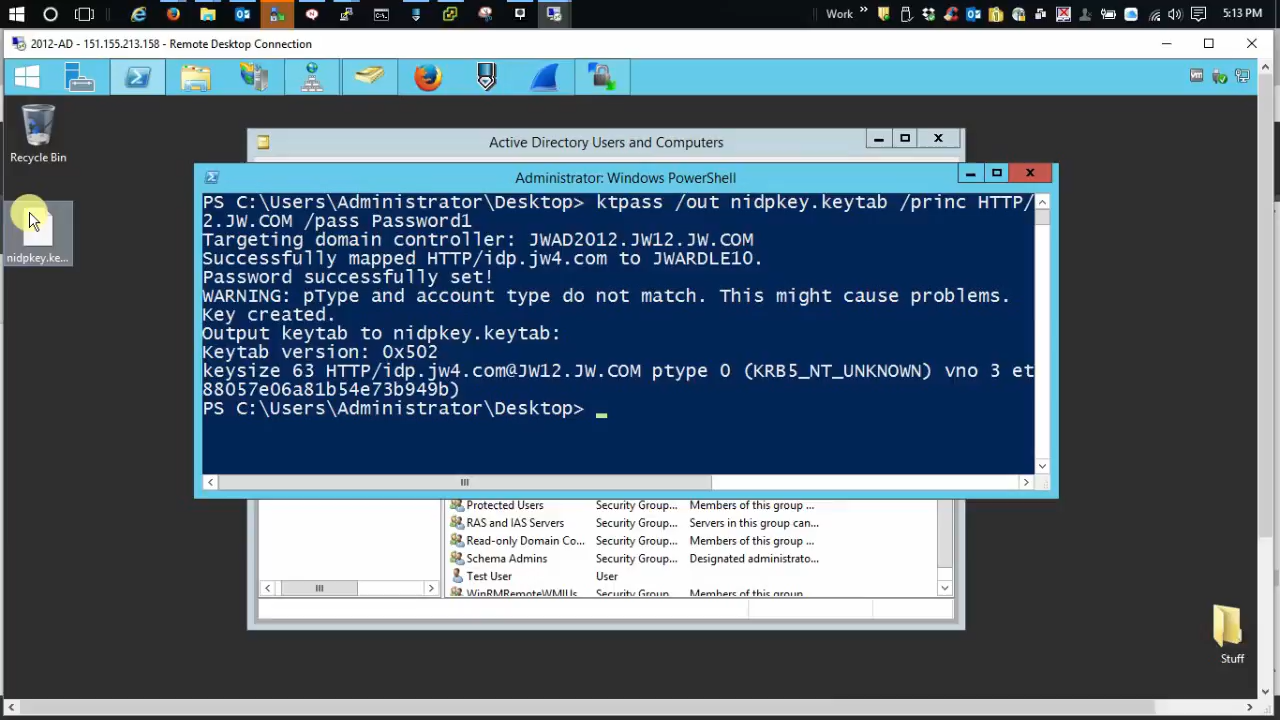 Work
»
5:13 PM
2012-AD - 151.155.213.158 - Remote Desktop Connection
Recycle Bin
nidpkey.ke...
Active Directory Users and Computers
Administrator: Windows PowerShell
PS C:\Users\Administrator\Desktop> ktpass /out nidpkey.keytab /princ HTTP/
2.JW.COM /pass Password1
Targeting domain controller: JWAD2012.JW12.JW.COM
Successfully mapped HTTP/idp.jw4.com to JWARDLE10.
Password successfully set!
WARNING: pType and account type do not match. This might cause problems.
Key created.
Output keytab to nidpkey.keytab:
Keytab version: 0x502
keysize 63 HTTP/idp.jw4.com@JW12.JW.COM ptype 0 (KRB5_NT_UNKNOWN) vno 3 et
88057e06a81b54e73b949b)
PS C:\Users\Administrator\Desktop>
Protected Users Security Group... Members of this group ...
RAS and IAS Servers Security Group... Servers in this group can...
Read-only Domain Co... Security Group... Members of this group ...
Schema Admins Security Group... Designated administrato...
Test User User
WinRMRemoteWMIUs Security Group... Members of this group
Stuff